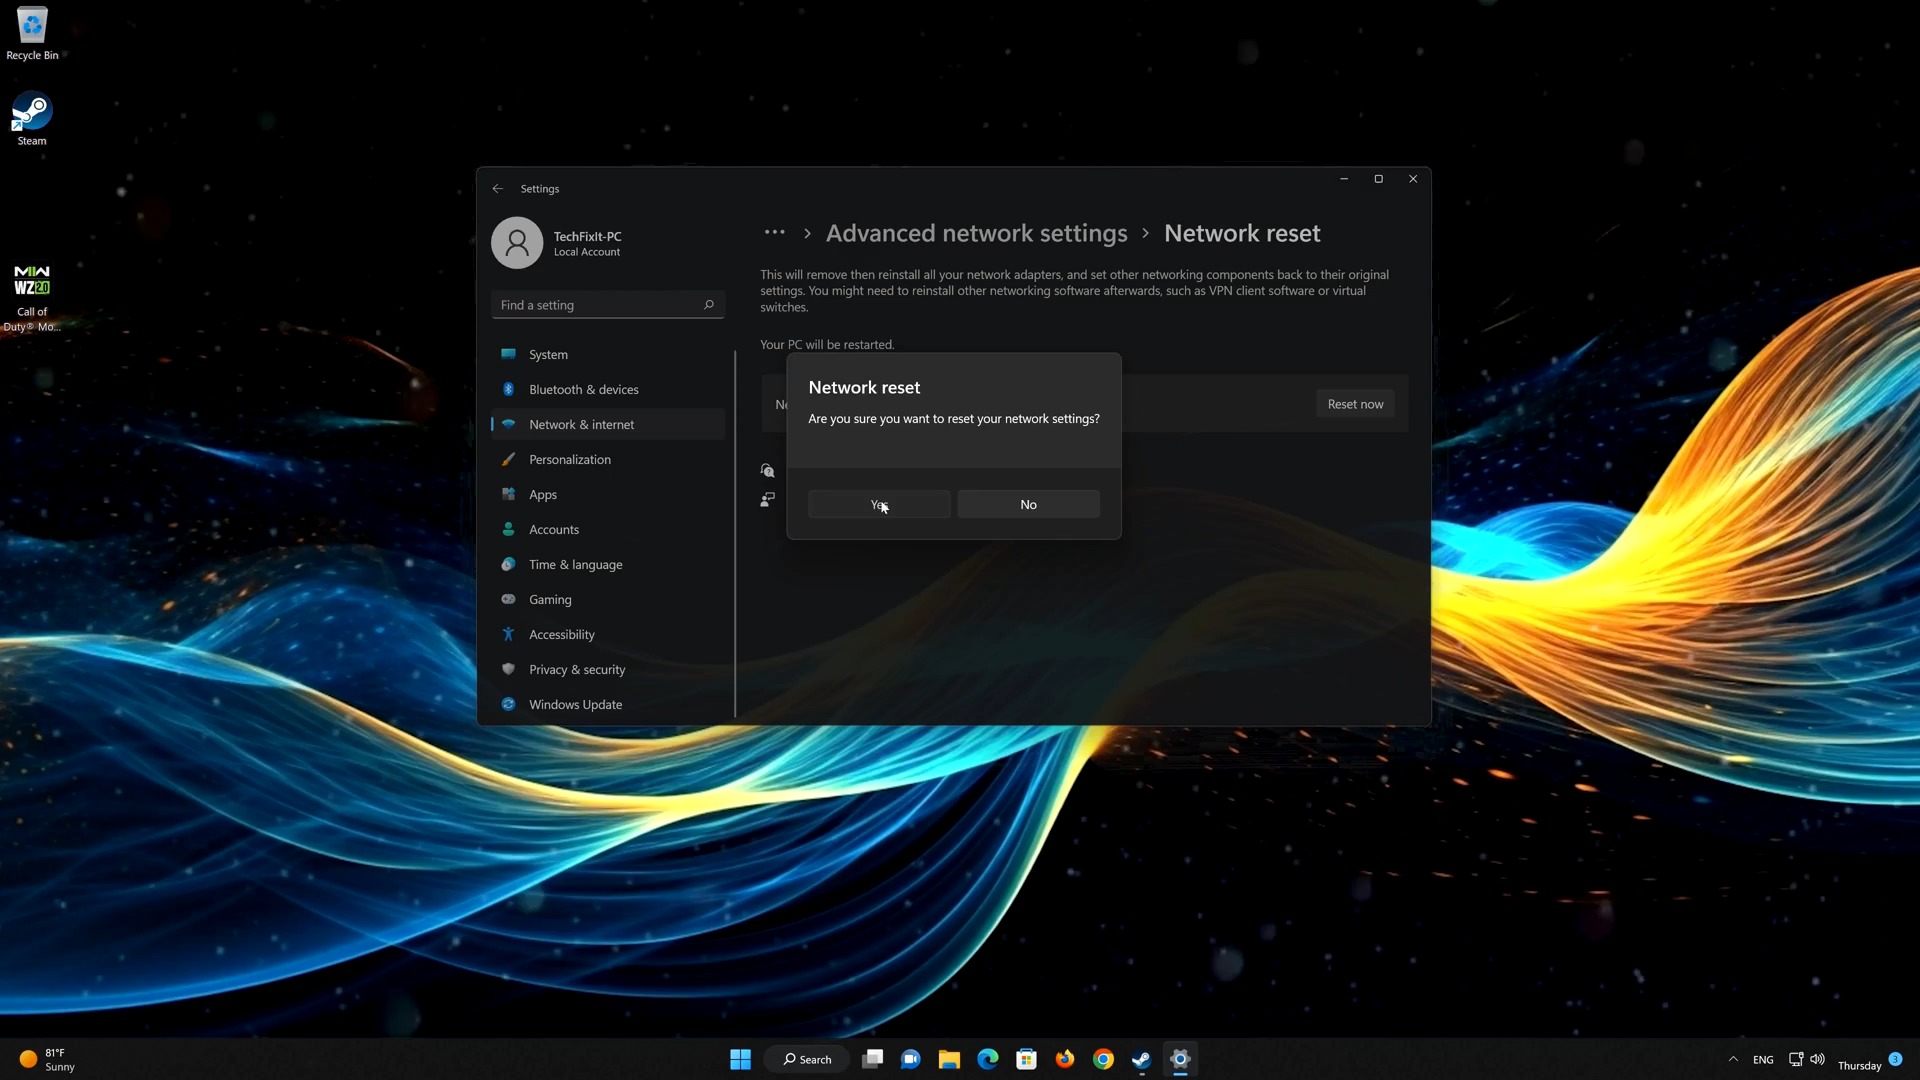 Recycle Bin
Steam
MW
WZ 2.0
Call of
Duty® Mo...
Settings
TechFixIt-PC
Local Account
Find a setting
System
Bluetooth & devices
Network & internet
Personalization
Apps
Accounts
Time & language
Gaming
Accessibility
Privacy & security
Windows Update
··· › Advanced network settings › Network reset
This will remove then reinstall all your network adapters, and set other networking components back to their original
settings. You might need to reinstall other networking software afterwards, such as VPN client software or virtual
switches.
Your PC will be restarted.
Ne
Reset now
Network reset
Are you sure you want to reset your network settings?
Yes
No
81°F
Sunny
Search
ENG
Thursday
3